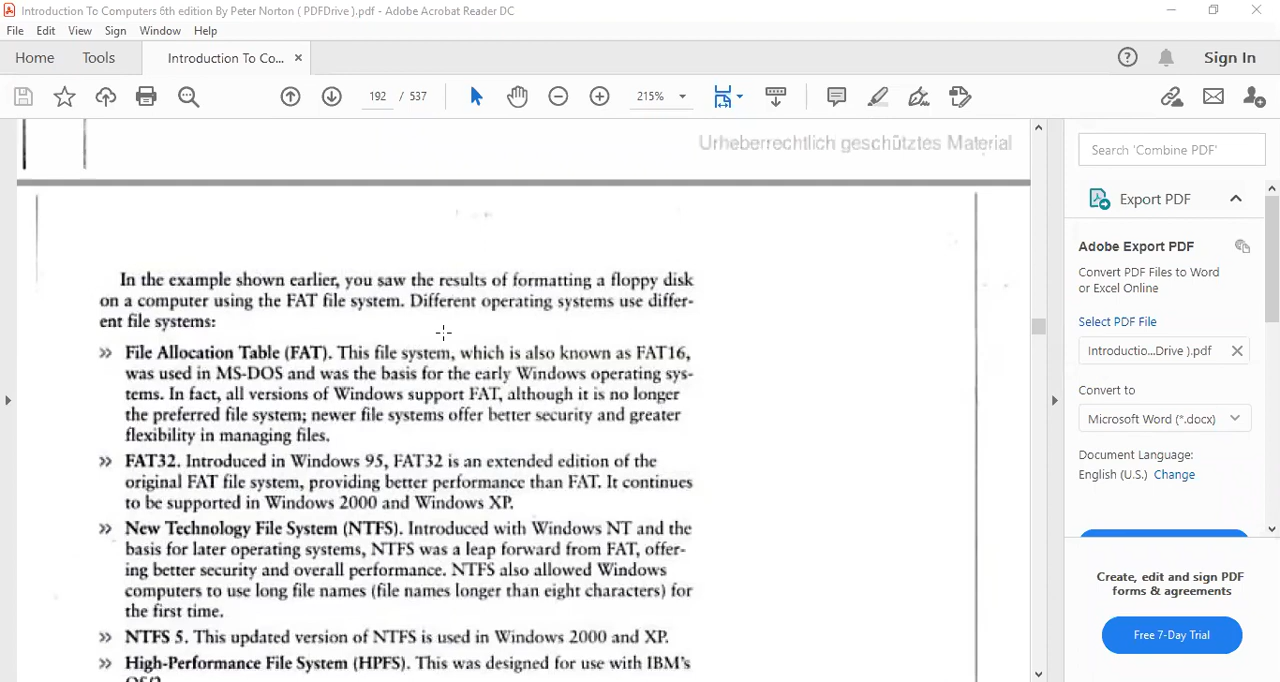 Introduction To Computers 6th edition By Peter Norton ( PDFDrive ).pdf - Adobe Acrobat Reader DC
File Edit View Sign Window Help
Home Tools Introduction To Co... × Sign In
192 / 537 215%
Urheberrechtlich geschütztes Material
In the example shown earlier, you saw the results of formatting a floppy disk
on a computer using the FAT file system. Different operating systems use differ-
ent file systems:
» File Allocation Table (FAT). This file system, which is also known as FAT16,
was used in MS-DOS and was the basis for the early Windows operating sys-
tems. In fact, all versions of Windows support FAT, although it is no longer
the preferred file system; newer file systems offer better security and greater
flexibility in managing files.
» FAT32. Introduced in Windows 95, FAT32 is an extended edition of the
original FAT file system, providing better performance than FAT. It continues
to be supported in Windows 2000 and Windows XP.
» New Technology File System (NTFS). Introduced with Windows NT and the
basis for later operating systems, NTFS was a leap forward from FAT, offer-
ing better security and overall performance. NTFS also allowed Windows
computers to use long file names (file names longer than eight characters) for
the first time.
» NTFS 5. This updated version of NTFS is used in Windows 2000 and XP.
» High-Performance File System (HPFS). This was designed for use with IBM's
Search 'Combine PDF'
Export PDF
Adobe Export PDF
Convert PDF Files to Word
or Excel Online
Select PDF File
Introductio...Drive ).pdf
Convert to
Microsoft Word (*.docx)
Document Language:
English (U.S.) Change
Create, edit and sign PDF
forms & agreements
Free 7-Day Trial